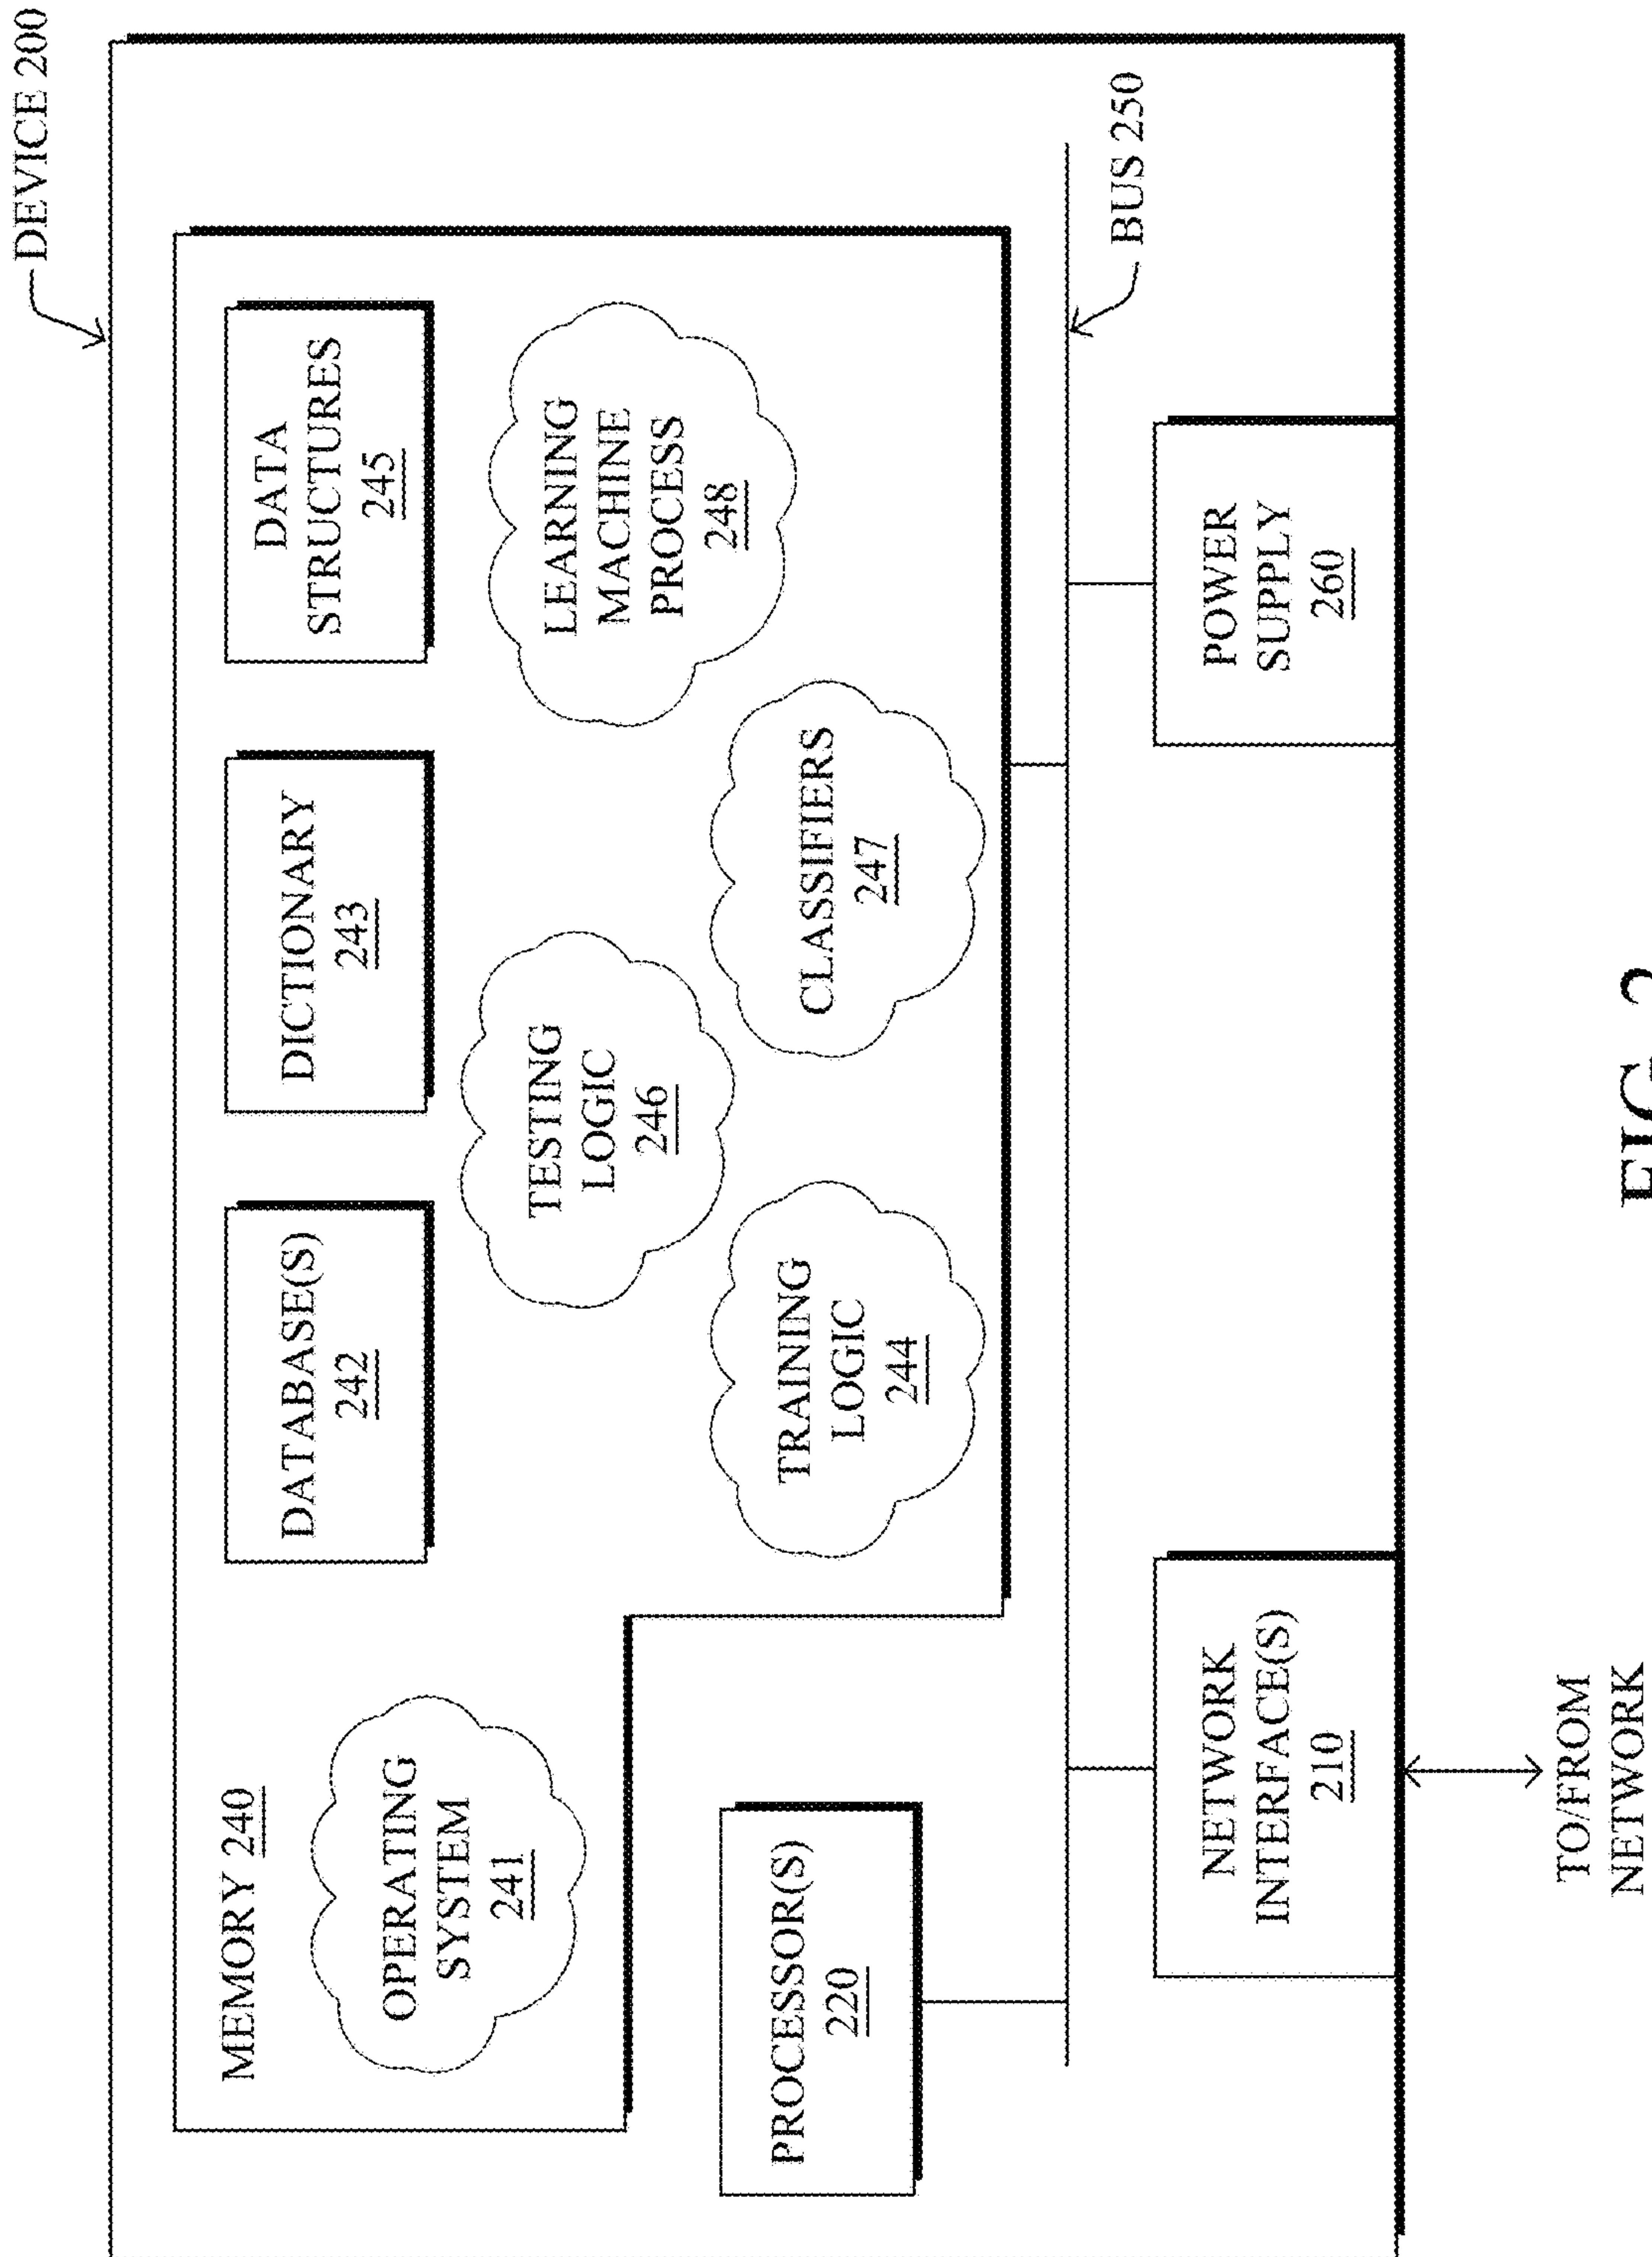 DEVICE 200
MEMORY 240
OPERATING
SYSTEM
241
DATABASE(S)
242
DICTIONARY
243
DATA
STRUCTURES
245
TESTING
LOGIC
246
LEARNING
MACHINE
PROCESS
248
TRAINING
LOGIC
244
CLASSIFIERS
247
PROCESSOR(S)
220
BUS 250
NETWORK
INTERFACE(S)
210
POWER
SUPPLY
260
TO/FROM
NETWORK
FIG. 2